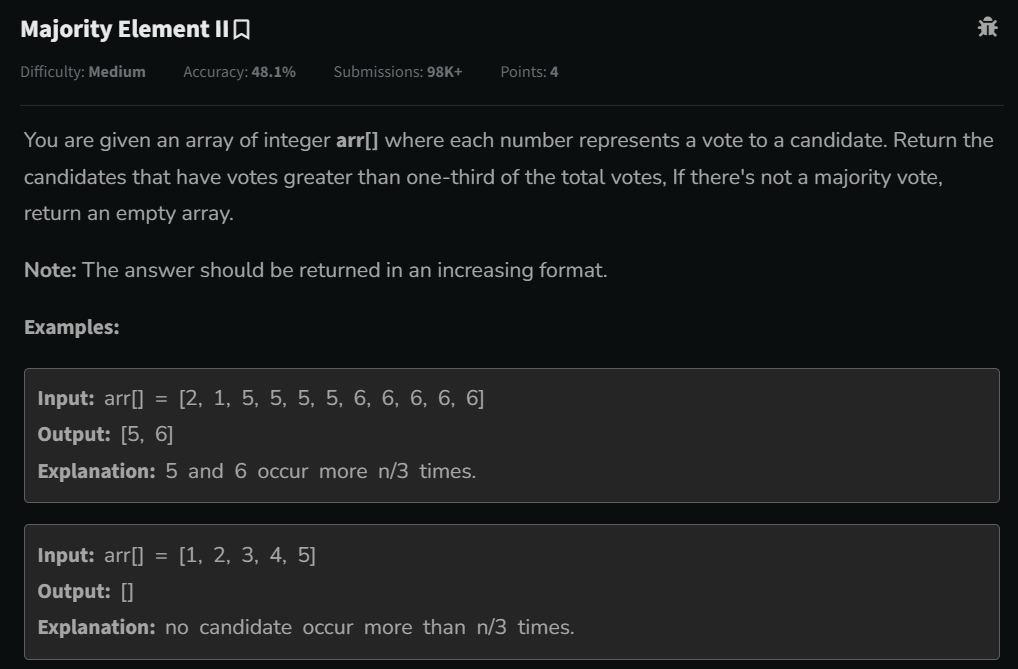 Majority Element II
Difficulty: Medium Accuracy: 48.1% Submissions: 98K+ Points: 4
You are given an array of integer arr[] where each number represents a vote to a candidate. Return the
candidates that have votes greater than one-third of the total votes, If there's not a majority vote,
return an empty array.
Note: The answer should be returned in an increasing format.
Examples:
Input: arr[] = [2, 1, 5, 5, 5, 5, 6, 6, 6, 6, 6]
Output: [5, 6]
Explanation: 5 and 6 occur more n/3 times.
Input: arr[] = [1, 2, 3, 4, 5]
Output: []
Explanation: no candidate occur more than n/3 times.